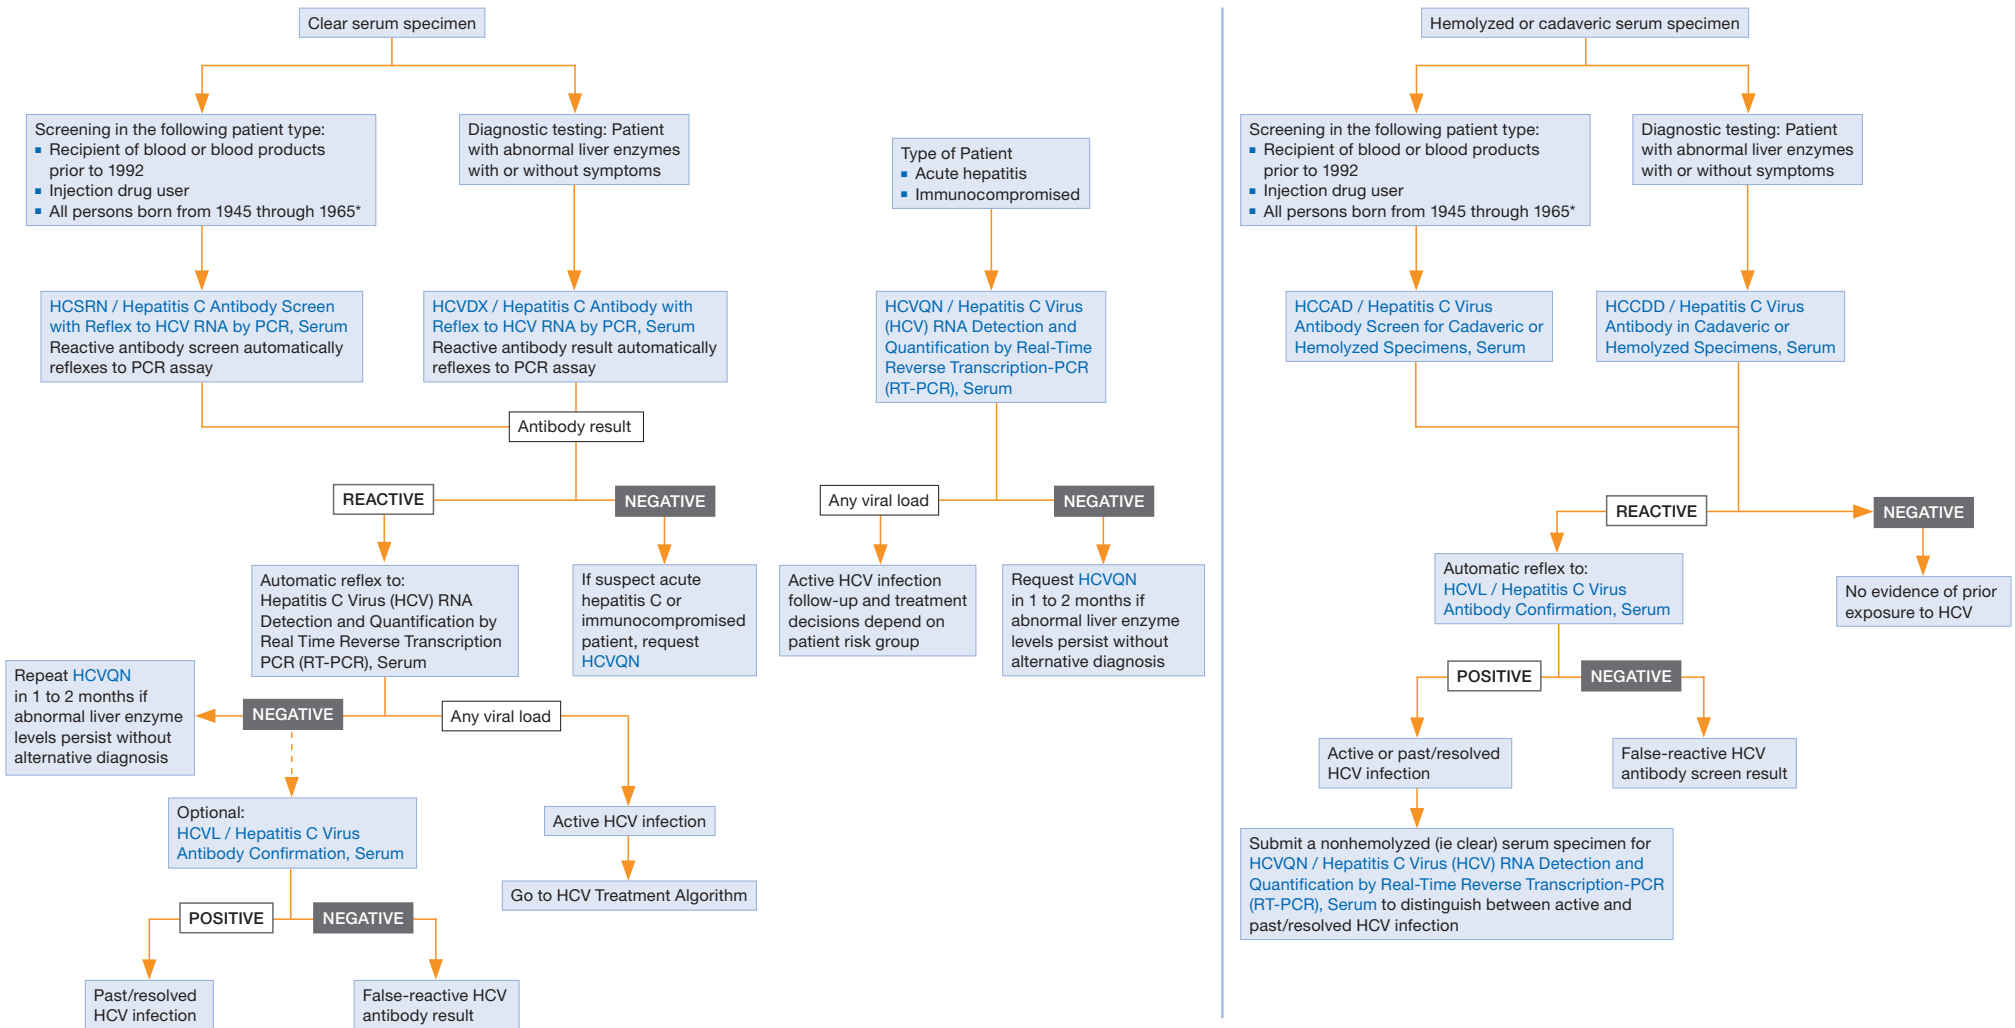 Clear serum specimen
Screening in the following patient type:
▪ Recipient of blood or blood products
prior to 1992
▪ Injection drug user
▪ All persons born from 1945 through 1965*
Diagnostic testing: Patient
with abnormal liver enzymes
with or without symptoms
Type of Patient
▪ Acute hepatitis
▪ Immunocompromised
HCSRN / Hepatitis C Antibody Screen
with Reflex to HCV RNA by PCR, Serum
Reactive antibody screen automatically
reflexes to PCR assay
HCVDX / Hepatitis C Antibody with
Reflex to HCV RNA by PCR, Serum
Reactive antibody result automatically
reflexes to PCR assay
HCVQN / Hepatitis C Virus
(HCV) RNA Detection and
Quantification by Real-Time
Reverse Transcription-PCR
(RT-PCR), Serum
Antibody result
REACTIVE
NEGATIVE
Any viral load
NEGATIVE
Automatic reflex to:
Hepatitis C Virus (HCV) RNA
Detection and Quantification by
Real Time Reverse Transcription
PCR (RT-PCR), Serum
If suspect acute
hepatitis C or
immunocompromised
patient, request
HCVQN
Active HCV infection
follow-up and treatment
decisions depend on
patient risk group
Request HCVQN
in 1 to 2 months if
abnormal liver enzyme
levels persist without
alternative diagnosis
Repeat HCVQN
in 1 to 2 months if
abnormal liver enzyme
levels persist without
alternative diagnosis
NEGATIVE
Any viral load
Optional:
HCVL / Hepatitis C Virus
Antibody Confirmation, Serum
Active HCV infection
Go to HCV Treatment Algorithm
POSITIVE
NEGATIVE
Past/resolved
HCV infection
False-reactive HCV
antibody result
Hemolyzed or cadaveric serum specimen
Screening in the following patient type:
▪ Recipient of blood or blood products
prior to 1992
▪ Injection drug user
▪ All persons born from 1945 through 1965*
Diagnostic testing: Patient
with abnormal liver enzymes
with or without symptoms
HCCAD / Hepatitis C Virus
Antibody Screen for Cadaveric or
Hemolyzed Specimens, Serum
HCCDD / Hepatitis C Virus
Antibody in Cadaveric or
Hemolyzed Specimens, Serum
REACTIVE
NEGATIVE
Automatic reflex to:
HCVL / Hepatitis C Virus
Antibody Confirmation, Serum
No evidence of prior
exposure to HCV
POSITIVE
NEGATIVE
Active or past/resolved
HCV infection
False-reactive HCV
antibody screen result
Submit a nonhemolyzed (ie clear) serum specimen for
HCVQN / Hepatitis C Virus (HCV) RNA Detection and
Quantification by Real-Time Reverse Transcription-PCR
(RT-PCR), Serum to distinguish between active and
past/resolved HCV infection